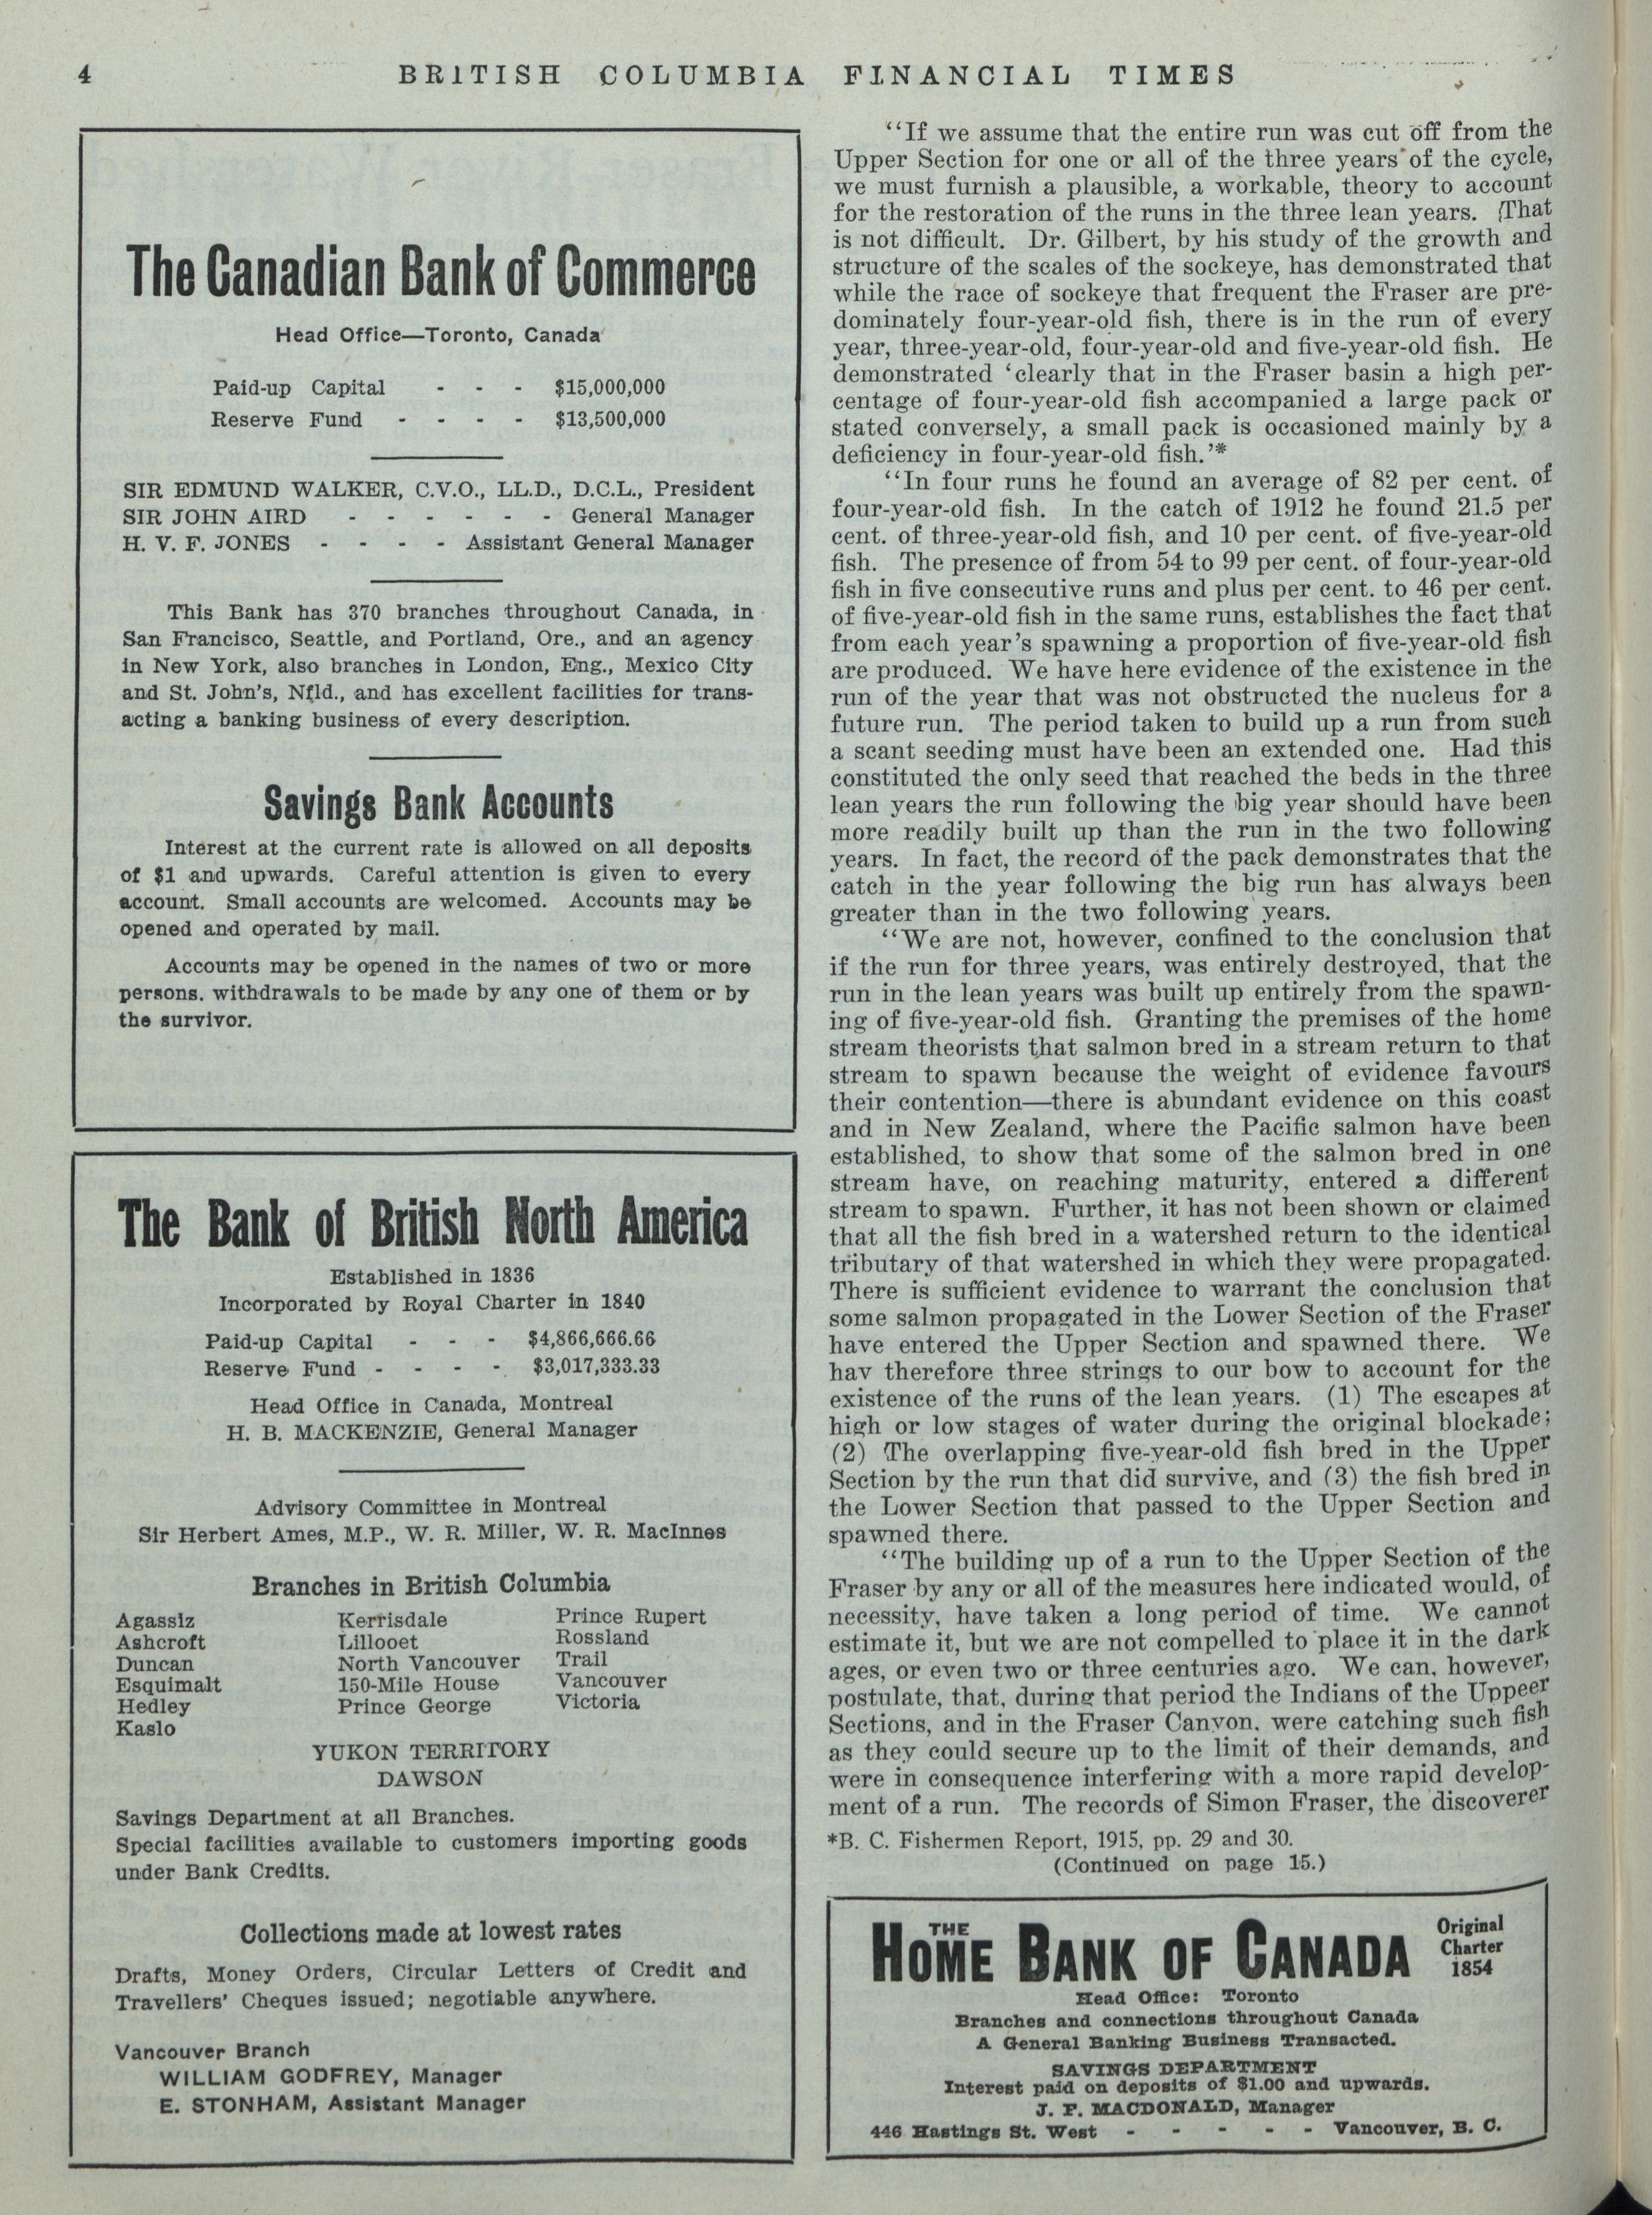 4
BRITISH COLUMBIA FINANCIAL TIMES
The Canadian Bank of Commerce
Head Office—Toronto, Canada
Paid-up Capital - - - $15,000,000
Reserve Fund - - - - $13,500,000
SIR EDMUND WALKER, C.V.O., LL.D., D.C.L., President
SIR JOHN AIRD - - - - - - General Manager
H. V. F. JONES - - - - Assistant General Manager
This Bank has 370 branches throughout Canada, in
San Francisco, Seattle, and Portland, Ore., and an agency
in New York, also branches in London, Eng., Mexico City
and St. John's, Nfld., and has excellent facilities for trans-
acting a banking business of every description.
Savings Bank Accounts
Interest at the current rate is allowed on all deposits
of $1 and upwards. Careful attention is given to every
account. Small accounts are welcomed. Accounts may be
opened and operated by mail.
Accounts may be opened in the names of two or more
persons. withdrawals to be made by any one of them or by
the survivor.
The Bank of British North America
Established in 1836
Incorporated by Royal Charter in 1840
Paid-up Capital - - - $4,866,666.66
Reserve Fund - - - - $3,017,333.33
Head Office in Canada, Montreal
H. B. MACKENZIE, General Manager
Advisory Committee in Montreal
Sir Herbert Ames, M.P., W. R. Miller, W. R. MacInnes
Branches in British Columbia
Agassiz Kerrisdale Prince Rupert
Ashcroft Lillooet Rossland
Duncan North Vancouver Trail
Esquimalt 150-Mile House Vancouver
Hedley Prince George Victoria
Kaslo
YUKON TERRITORY
DAWSON
Savings Department at all Branches.
Special facilities available to customers importing goods
under Bank Credits.
Collections made at lowest rates
Drafts, Money Orders, Circular Letters of Credit and
Travellers' Cheques issued; negotiable anywhere.
Vancouver Branch
WILLIAM GODFREY, Manager
E. STONHAM, Assistant Manager
"If we assume that the entire run was cut off from the
Upper Section for one or all of the three years of the cycle,
we must furnish a plausible, a workable, theory to account
for the restoration of the runs in the three lean years. That
is not difficult. Dr. Gilbert, by his study of the growth and
structure of the scales of the sockeye, has demonstrated that
while the race of sockeye that frequent the Fraser are pre-
dominately four-year-old fish, there is in the run of every
year, three-year-old, four-year-old and five-year-old fish. He
demonstrated 'clearly that in the Fraser basin a high per-
centage of four-year-old fish accompanied a large pack or
stated conversely, a small pack is occasioned mainly by a
deficiency in four-year-old fish.'*
"In four runs he found an average of 82 per cent. of
four-year-old fish. In the catch of 1912 he found 21.5 per
cent. of three-year-old fish, and 10 per cent. of five-year-old
fish. The presence of from 54 to 99 per cent. of four-year-old
fish in five consecutive runs and plus per cent. to 46 per cent.
of five-year-old fish in the same runs, establishes the fact that
from each year's spawning a proportion of five-year-old fish
are produced. We have here evidence of the existence in the
run of the year that was not obstructed the nucleus for a
future run. The period taken to build up a run from such
a scant seeding must have been an extended one. Had this
constituted the only seed that reached the beds in the three
lean years the run following the big year should have been
more readily built up than the run in the two following
years. In fact, the record of the pack demonstrates that the
catch in the year following the big run has always been
greater than in the two following years.
"We are not, however, confined to the conclusion that
if the run for three years, was entirely destroyed, that the
run in the lean years was built up entirely from the spawn-
ing of five-year-old fish. Granting the premises of the home
stream theorists that salmon bred in a stream return to that
stream to spawn because the weight of evidence favours
their contention—there is abundant evidence on this coast
and in New Zealand, where the Pacific salmon have been
established, to show that some of the salmon bred in one
stream have, on reaching maturity, entered a different
stream to spawn. Further, it has not been shown or claimed
that all the fish bred in a watershed return to the identical
tributary of that watershed in which they were propagated.
There is sufficient evidence to warrant the conclusion that
some salmon propagated in the Lower Section of the Fraser
have entered the Upper Section and spawned there. We
hav therefore three strings to our bow to account for the
existence of the runs of the lean years. (1) The escapes at
high or low stages of water during the original blockade;
(2) The overlapping five-year-old fish bred in the Upper
Section by the run that did survive, and (3) the fish bred in
the Lower Section that passed to the Upper Section and
spawned there.
"The building up of a run to the Upper Section of the
Fraser by any or all of the measures here indicated would, of
necessity, have taken a long period of time. We cannot
estimate it, but we are not compelled to place it in the dark
ages, or even two or three centuries ago. We can, however,
postulate, that, during that period the Indians of the Uppeer
Sections, and in the Fraser Canyon. were catching such fish
as they could secure up to the limit of their demands, and
were in consequence interfering with a more rapid develop-
ment of a run. The records of Simon Fraser, the discoverer
*B. C. Fishermen Report, 1915, pp. 29 and 30.
(Continued on page 15.)
THE
HOME BANK OF CANADA
Original
Charter
1854
Head Office: Toronto
Branches and connections throughout Canada
A General Banking Business Transacted.
SAVINGS DEPARTMENT
Interest paid on deposits of $1.00 and upwards.
J. F. MACDONALD, Manager
446 Hastings St. West - - - - - Vancouver, B. C.